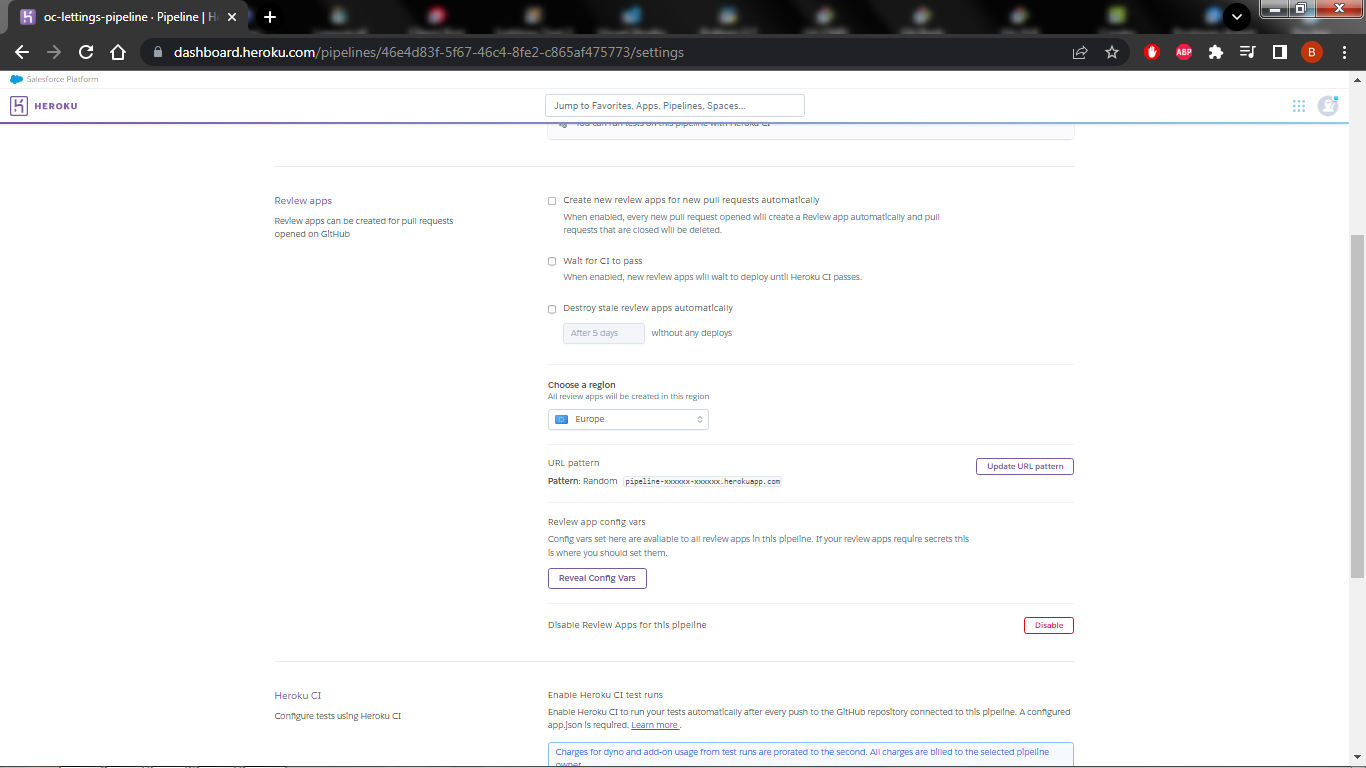 oc-lettings-pipeline · Pipeline | H
dashboard.heroku.com/pipelines/46e4d83f-5f67-46c4-8fe2-c865af475773/settings
ABP
B
Salesforce Platform
HEROKU
Jump to Favorites, Apps, Pipelines, Spaces...
You can run tests on this pipeline with Heroku CI
Review apps
Review apps can be created for pull requests
opened on GitHub
Create new review apps for new pull requests automatically
When enabled, every new pull request opened will create a Review app automatically and pull
requests that are closed will be deleted.
Wait for CI to pass
When enabled, new review apps will wait to deploy until Heroku CI passes.
Destroy stale review apps automatically
After 5 days without any deploys
Choose a region
All review apps will be created in this region
Europe
URL pattern
Update URL pattern
Pattern: Random pipeline-xxxxxx-xxxxxx.herokuapp.com
Review app config vars
Config vars set here are available to all review apps in this pipeline. If your review apps require secrets this
is where you should set them.
Reveal Config Vars
Disable Review Apps for this pipeline
Disable
Heroku CI
Configure tests using Heroku CI
Enable Heroku CI test runs
Enable Heroku CI to run your tests automatically after every push to the GitHub repository connected to this pipeline. A configured
app.json is required. Learn more.
Charges for dyno and add-on usage from test runs are prorated to the second. All charges are billed to the selected pipeline
owner